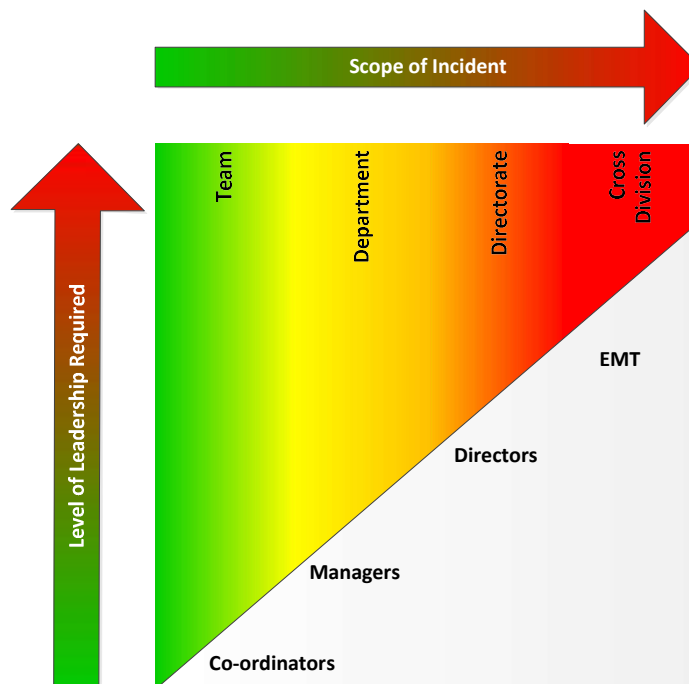 Scope of Incident
Level of Leadership Required
Team
Department
Directorate
Cross
Division
EMT
Directors
Managers
Co-ordinators